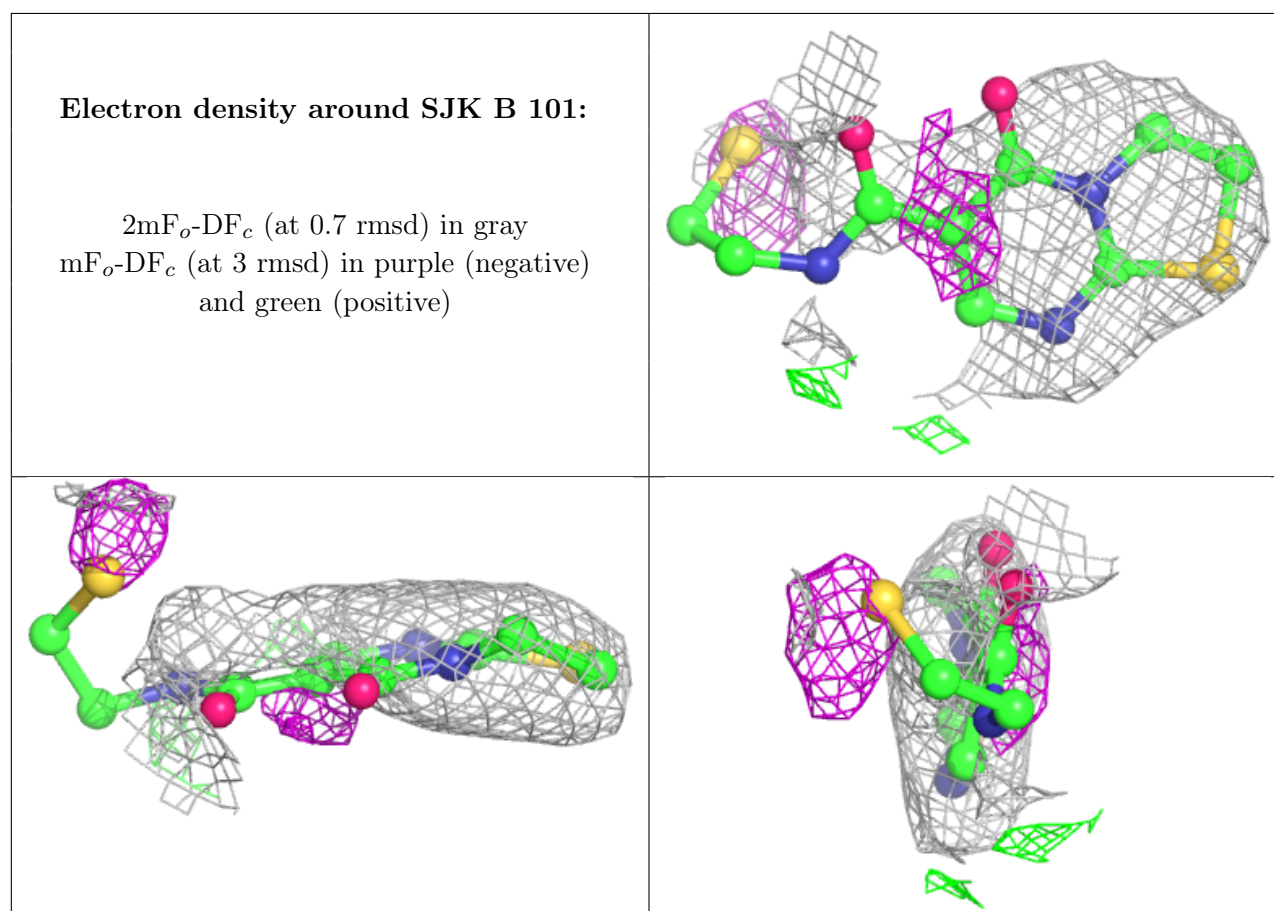 Electron density around SJK B 101:
2mFo-DFc (at 0.7 rmsd) in gray
mFo-DFc (at 3 rmsd) in purple (negative)
and green (positive)